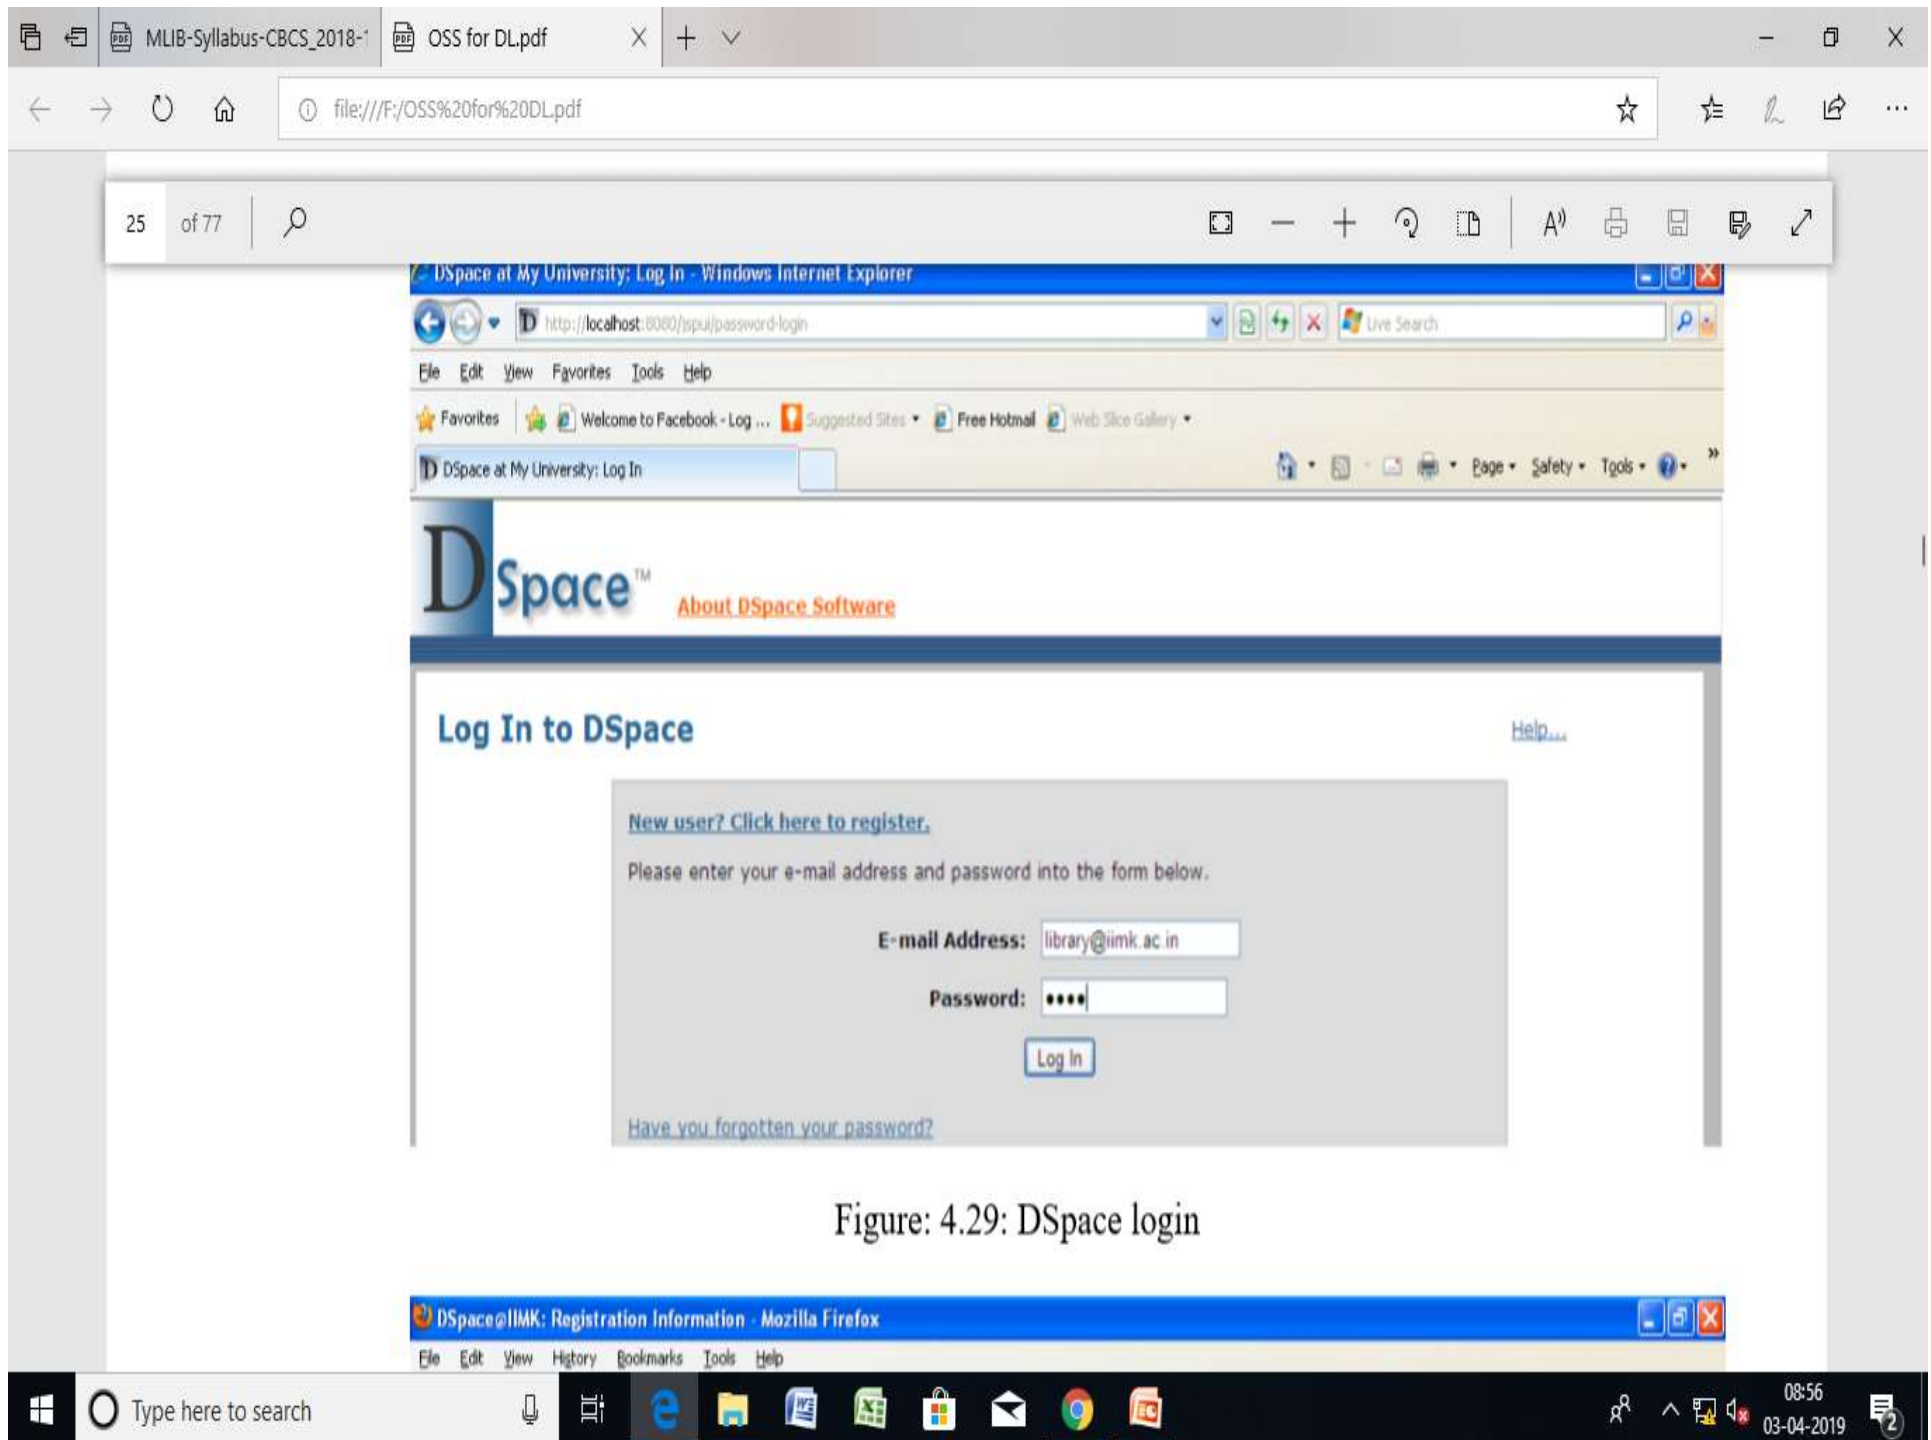 MLIB-Syllabus-CBCS_2018-1 OSS for DL.pdf
file:///F:/OSS%20for%20DL.pdf
25 of 77
DSpace at My University: Log In - Windows Internet Explorer
http://localhost:8080/jspui/password-login Live Search
File Edit View Favorites Tools Help
Favorites Welcome to Facebook - Log ... Suggested Sites Free Hotmail Web Slice Gallery
DSpace at My University: Log In Page Safety Tools »
DSpace™ About DSpace Software
Log In to DSpace Help...
New user? Click here to register.
Please enter your e-mail address and password into the form below.
E-mail Address: library@iimk.ac.in
Password: ••••
Log In
Have you forgotten your password?
Figure: 4.29: DSpace login
DSpace@IIMK: Registration Information - Mozilla Firefox
File Edit View History Bookmarks Tools Help
Type here to search 08:56
03-04-2019 2